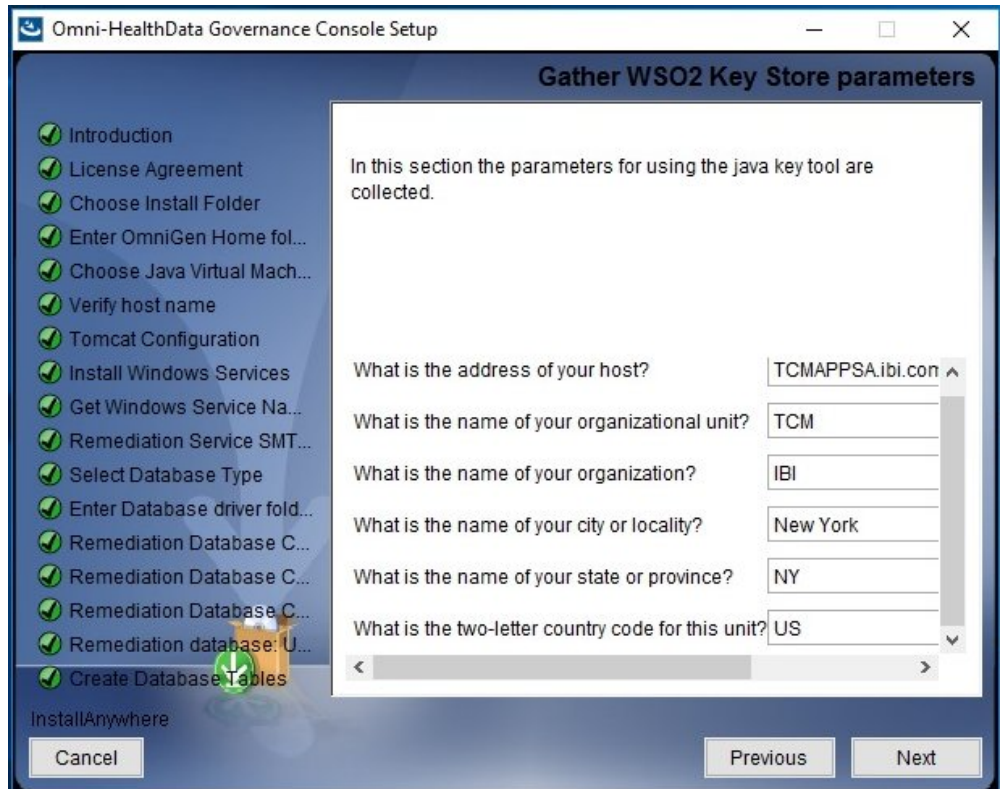 Omni-HealthData Governance Console Setup
Gather WSO2 Key Store parameters
Introduction
License Agreement
Choose Install Folder
Enter OmniGen Home fol...
Choose Java Virtual Mach...
Verify host name
Tomcat Configuration
Install Windows Services
Get Windows Service Na...
Remediation Service SMT...
Select Database Type
Enter Database driver fold...
Remediation Database C...
Remediation Database C...
Remediation Database C...
Remediation database: U...
Create Database Tables
In this section the parameters for using the java key tool are
collected.
What is the address of your host? TCMAPPSA.ibi.com
What is the name of your organizational unit? TCM
What is the name of your organization? IBI
What is the name of your city or locality? New York
What is the name of your state or province? NY
What is the two-letter country code for this unit? US
InstallAnywhere
Cancel
Previous
Next